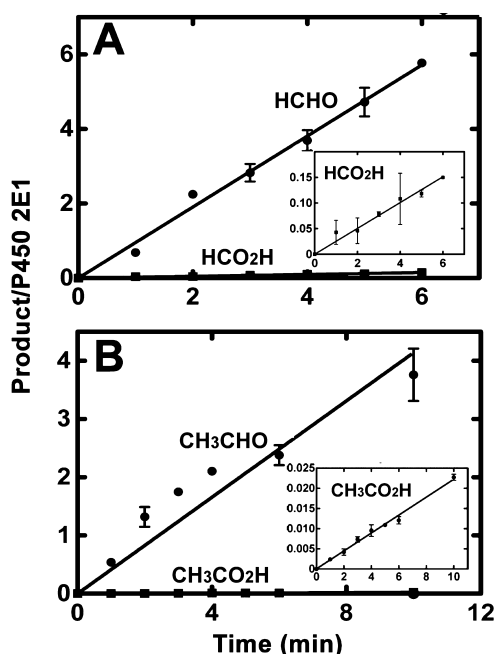 A
6
4
2
0
HCHO
HCO2H
HCO2H
0.15
0.10
0.05
0.00
0 2 4 6
0 2 4 6
Product/P450 2E1
B
4
3
2
1
0
CH3CHO
CH3CO2H
CH3CO2H
0.025
0.020
0.015
0.010
0.005
0 2 4 6 8 10
0 4 8 12
Time (min)